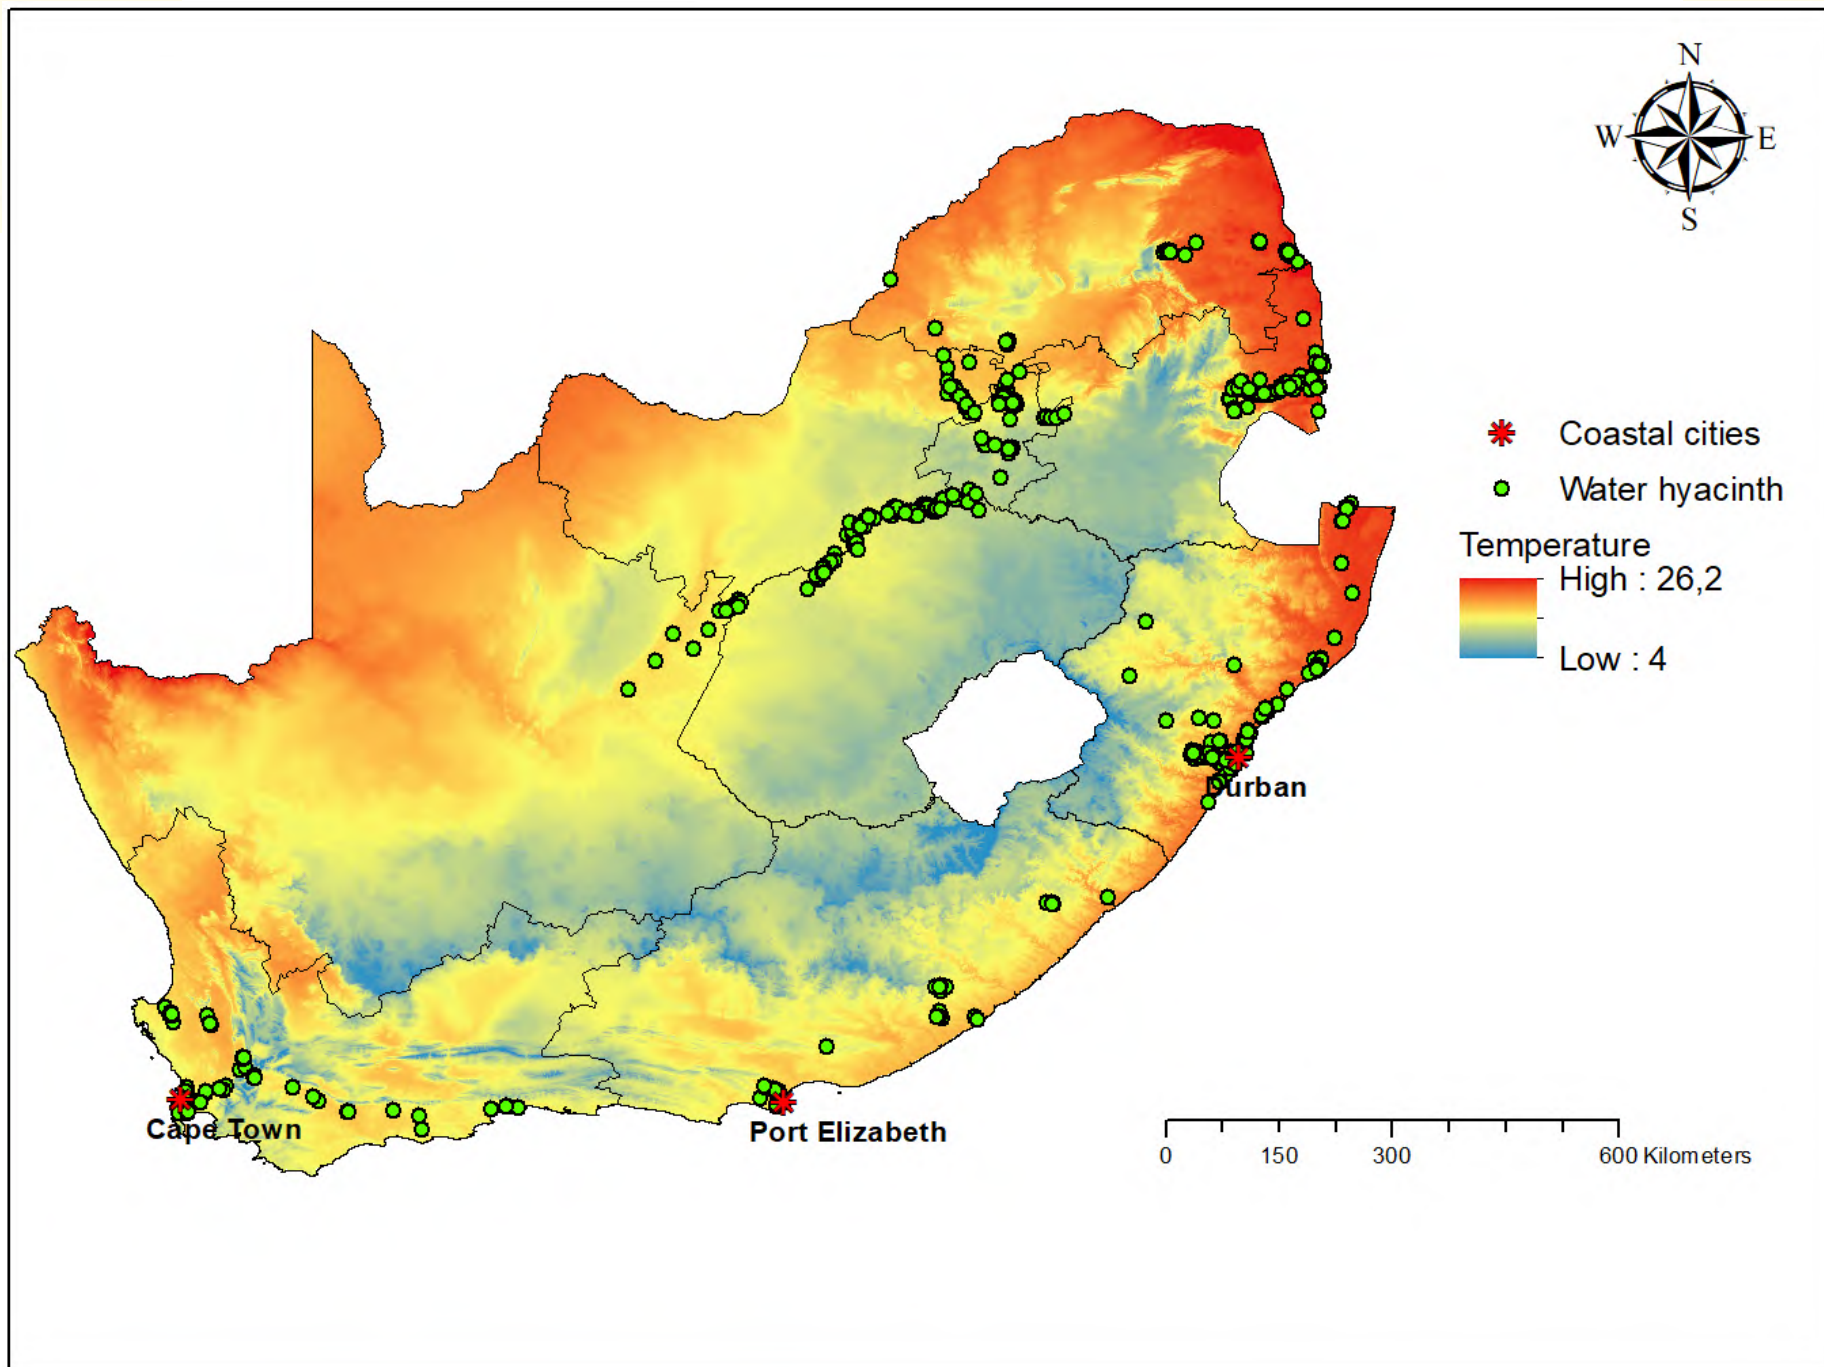 N
W E
S
Coastal cities
Water hyacinth
Temperature
High : 26,2
Low : 4
Durban
Cape Town
Port Elizabeth
0 150 300 600 Kilometers